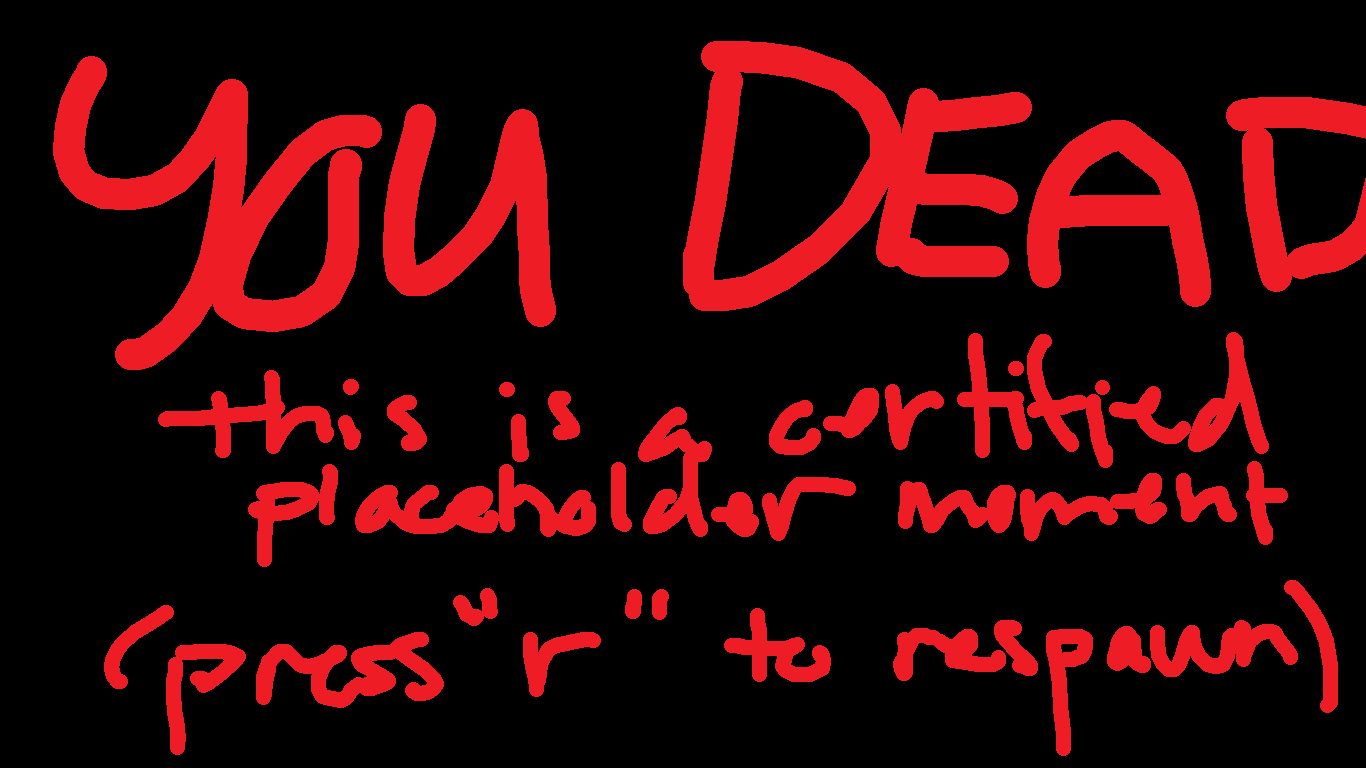 YOU DEAD
this is a certified
placeholder moment
(press "r" to respawn)